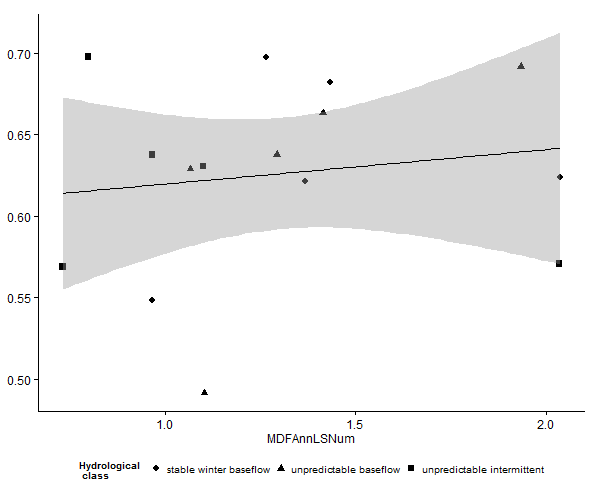 0.70
0.65
0.60
0.55
0.50
1.0 1.5 2.0
MDFAnnLSNum
Hydrological
class
stable winter baseflow unpredictable baseflow unpredictable intermittent